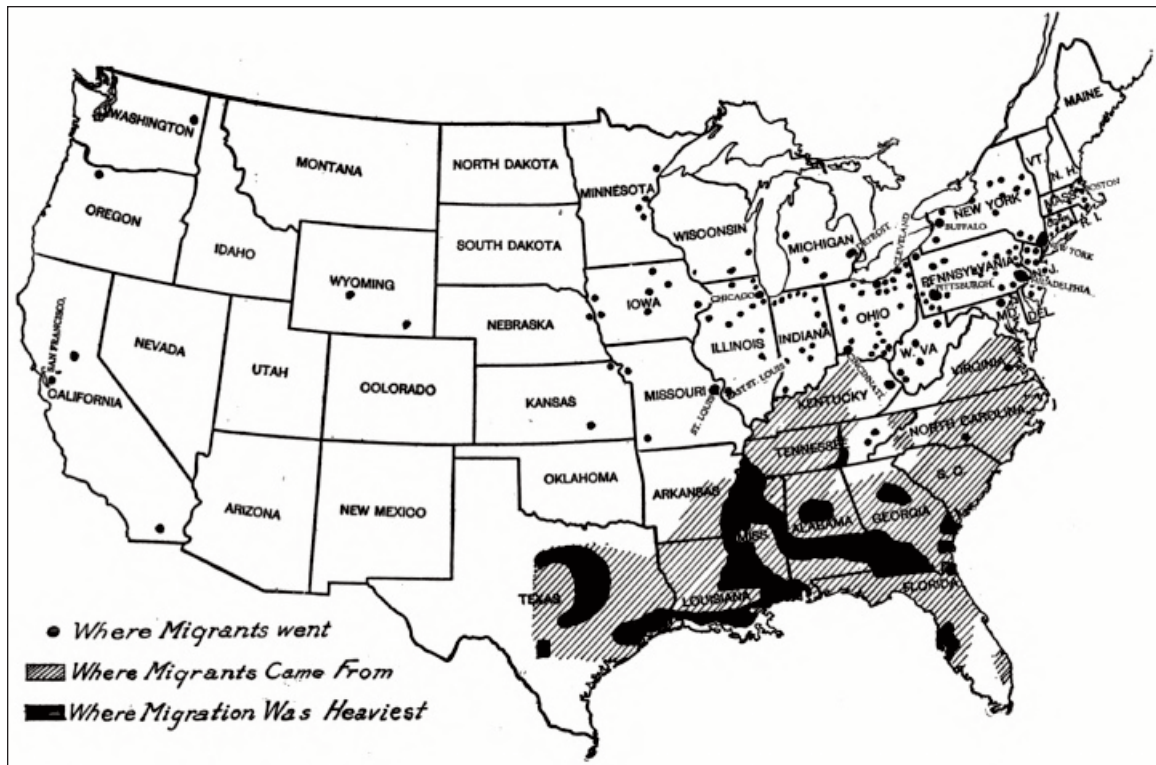 WASHINGTON
MONTANA
NORTH DAKOTA
MINNESOTA
MAINE
VT.
N. H.
OREGON
IDAHO
WYOMING
SOUTH DAKOTA
WISCONSIN
MICHIGAN
DETROIT
CLEVELAND
NEW YORK
BUFFALO
MASS.
BOSTON
R. I.
NEW YORK
SAN FRANCISCO,
CALIFORNIA
NEVADA
UTAH
COLORADO
NEBRASKA
IOWA
CHICAGO
ILLINOIS
INDIANA
OHIO
PENNSYLVANIA
PITTSBURGH
N. J.
PHILADELPHIA
MD.
DEL.
KANSAS
MISSOURI
ST. LOUIS
EAST ST. LOUIS
CINCINNATI
W. VA
VIRGINIA
KENTUCKY
ARIZONA
NEW MEXICO
OKLAHOMA
ARKANSAS
TENNESSEE
NORTH CAROLINA
S. C.
TEXAS
LOUISIANA
MISS.
ALABAMA
GEORGIA
FLORIDA
Where Migrants went
Where Migrants Came From
Where Migration Was Heaviest